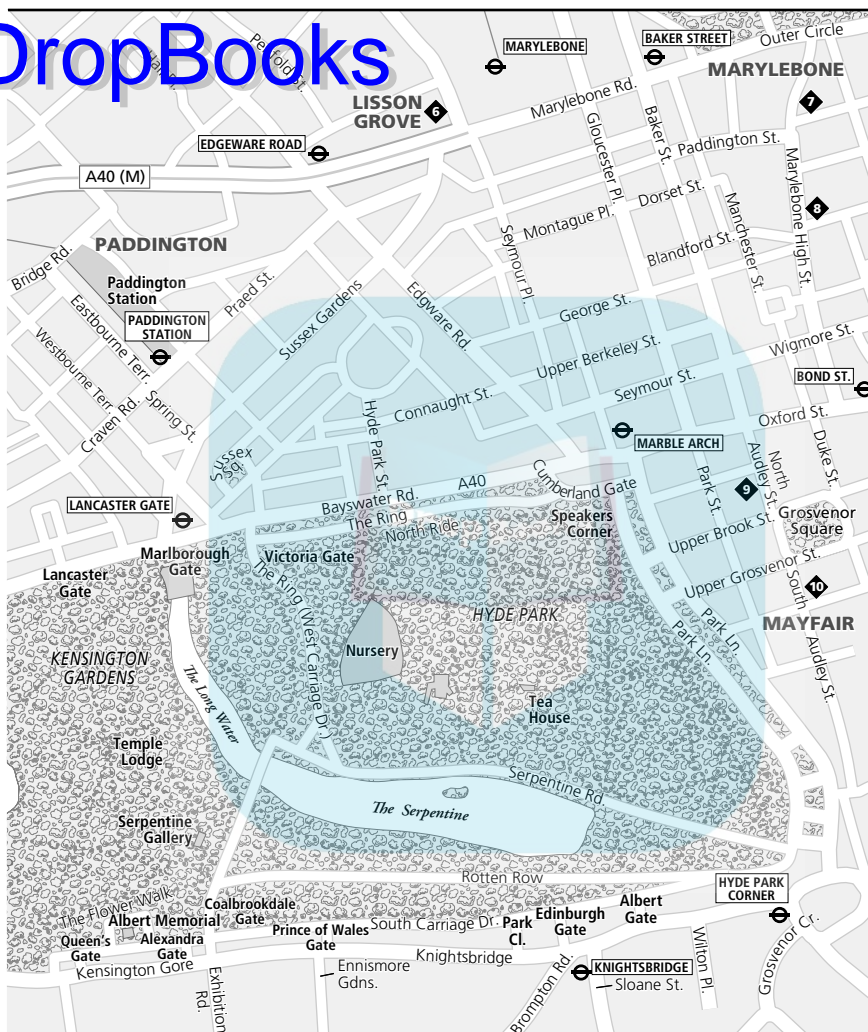 DropBooks
Penfold St.
MARYLEBONE
BAKER STREET
Outer Circle
MARYLEBONE
LISSON
GROVE
6
Marylebone Rd.
7
EDGEWARE ROAD
Gloucester Pl.
Baker St.
Paddington St.
A40 (M)
Marylebone High St.
Dorset St.
8
Montague Pl.
Manchester St.
PADDINGTON
Seymour Pl.
Blandford St.
Bridge Rd.
Paddington
Station
Praed St.
Sussex Gardens
Edgware Rd.
George St.
PADDINGTON
STATION
Eastbourne Terr.
Westbourne Terr.
Upper Berkeley St.
Wigmore St.
Craven Rd.
Spring St.
Connaught St.
Seymour St.
BOND ST.
Hyde Park St.
Oxford St.
MARBLE ARCH
Duke St.
Sussex
Sq.
A40
Cumberland Gate
Park St.
North
Audley St.
9
LANCASTER GATE
Bayswater Rd.
The Ring
North Ride
Speakers
Corner
Grosvenor
Square
Upper Brook St.
Marlborough
Gate
Victoria Gate
Lancaster
Gate
The Ring (West Carriage Dr.)
Upper Grosvenor St.
South
Audley St.
10
HYDE PARK
Park Ln.
Park Ln.
MAYFAIR
KENSINGTON
GARDENS
Nursery
The Long Water
Tea
House
Temple
Lodge
Serpentine Rd.
The Serpentine
Serpentine
Gallery
Rotten Row
HYDE PARK
CORNER
The Flower Walk
Albert Memorial
Coalbrookdale
Gate
South Carriage Dr.
Park
Cl.
Edinburgh
Gate
Albert
Gate
Queen's
Gate
Alexandra
Gate
Prince of Wales
Gate
Kensington Gore
Knightsbridge
Exhibition
Rd.
Ennismore
Gdns.
Brompton Rd.
KNIGHTSBRIDGE
Sloane St.
Wilton Pl.
Grosvenor Cr.